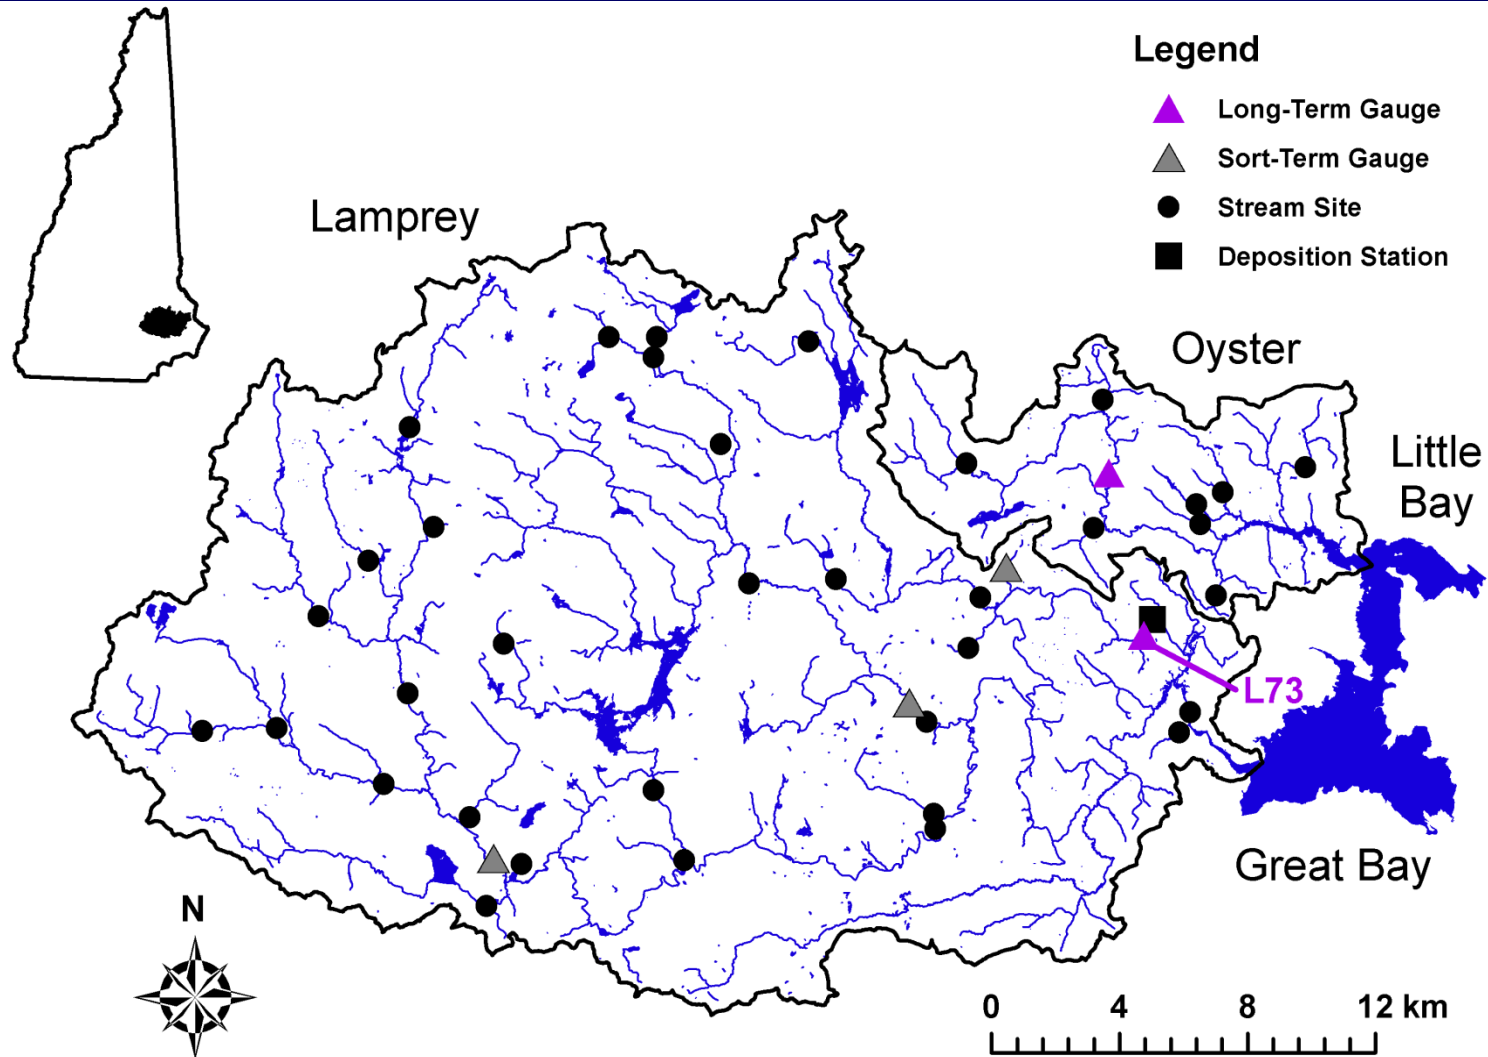 Legend
Long-Term Gauge
Sort-Term Gauge
Stream Site
Deposition Station
Lamprey
Oyster
Little
Bay
L73
Great Bay
N
0 4 8 12 km